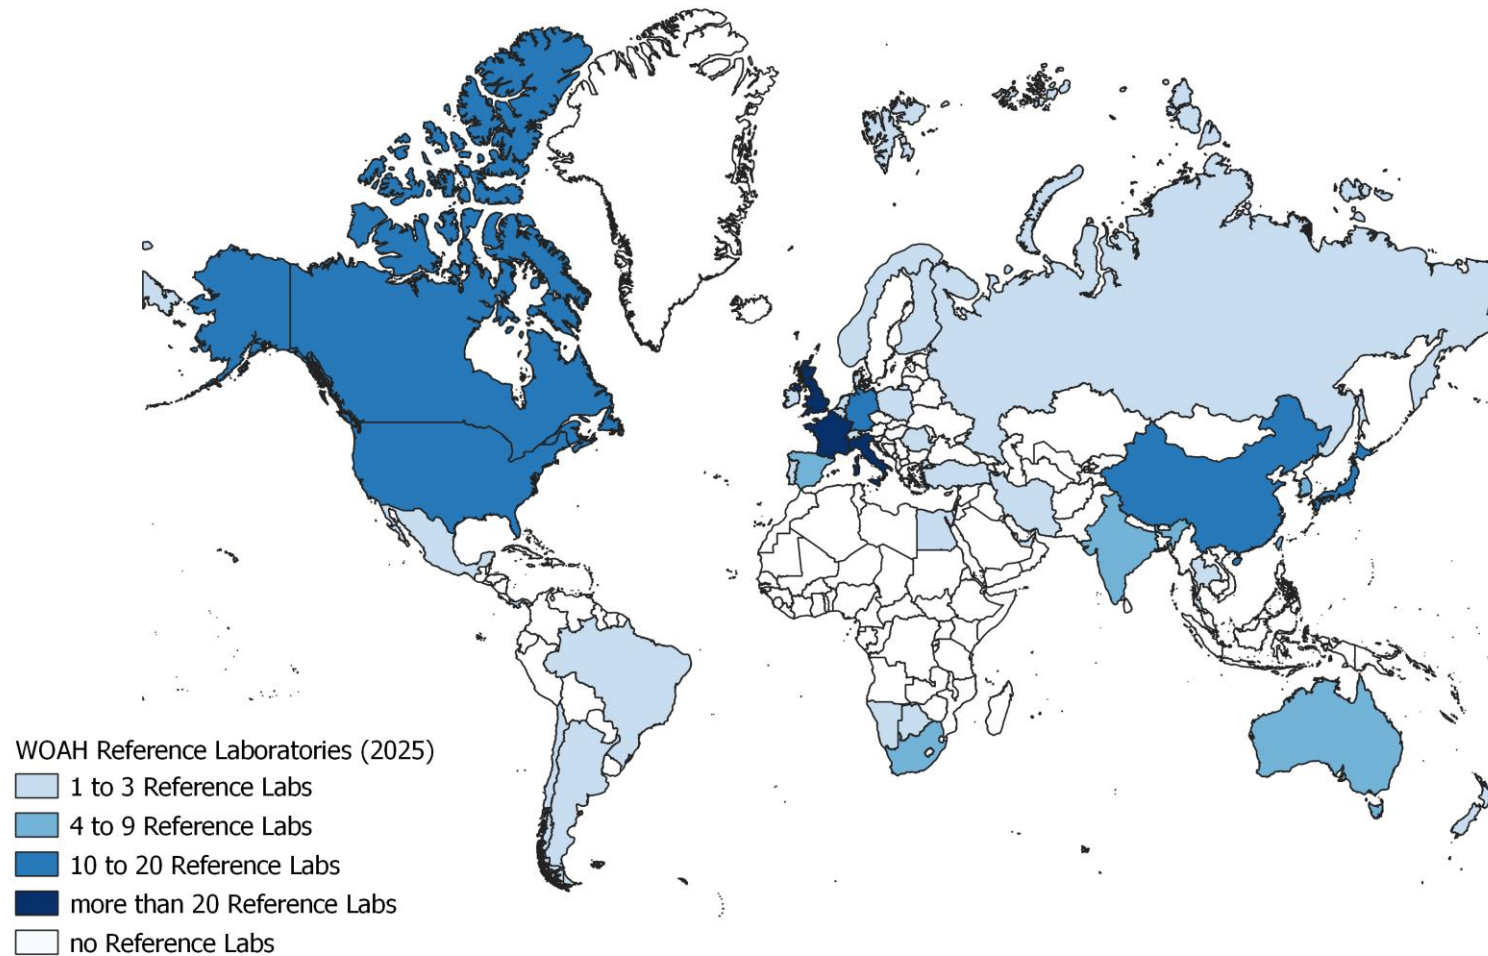 WOAH Reference Laboratories (2025)
1 to 3 Reference Labs
4 to 9 Reference Labs
10 to 20 Reference Labs
more than 20 Reference Labs
no Reference Labs